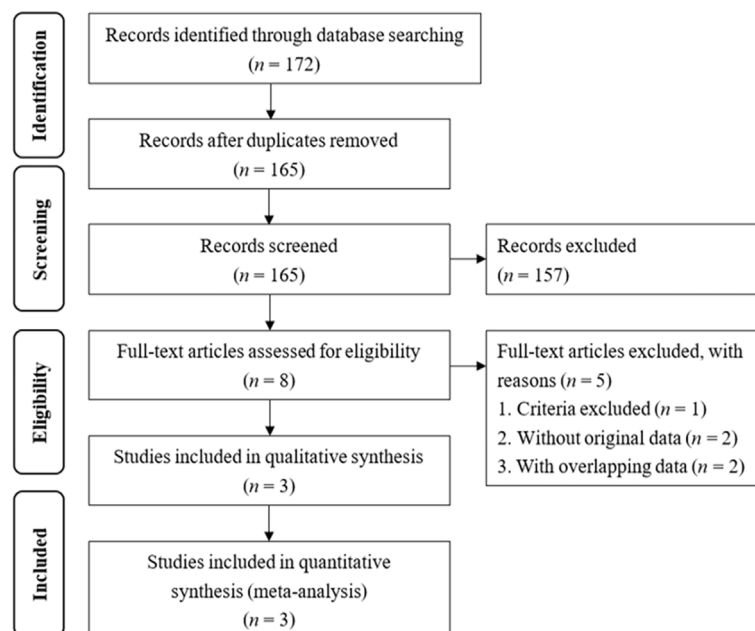 Identification
Records identified through database searching
(n = 172)
Records after duplicates removed
(n = 165)
Screening
Records screened
(n = 165)
Records excluded
(n = 157)
Eligibility
Full-text articles assessed for eligibility
(n = 8)
Full-text articles excluded, with
reasons (n = 5)
1. Criteria excluded (n = 1)
2. Without original data (n = 2)
3. With overlapping data (n = 2)
Studies included in qualitative synthesis
(n = 3)
Included
Studies included in quantitative
synthesis (meta-analysis)
(n = 3)